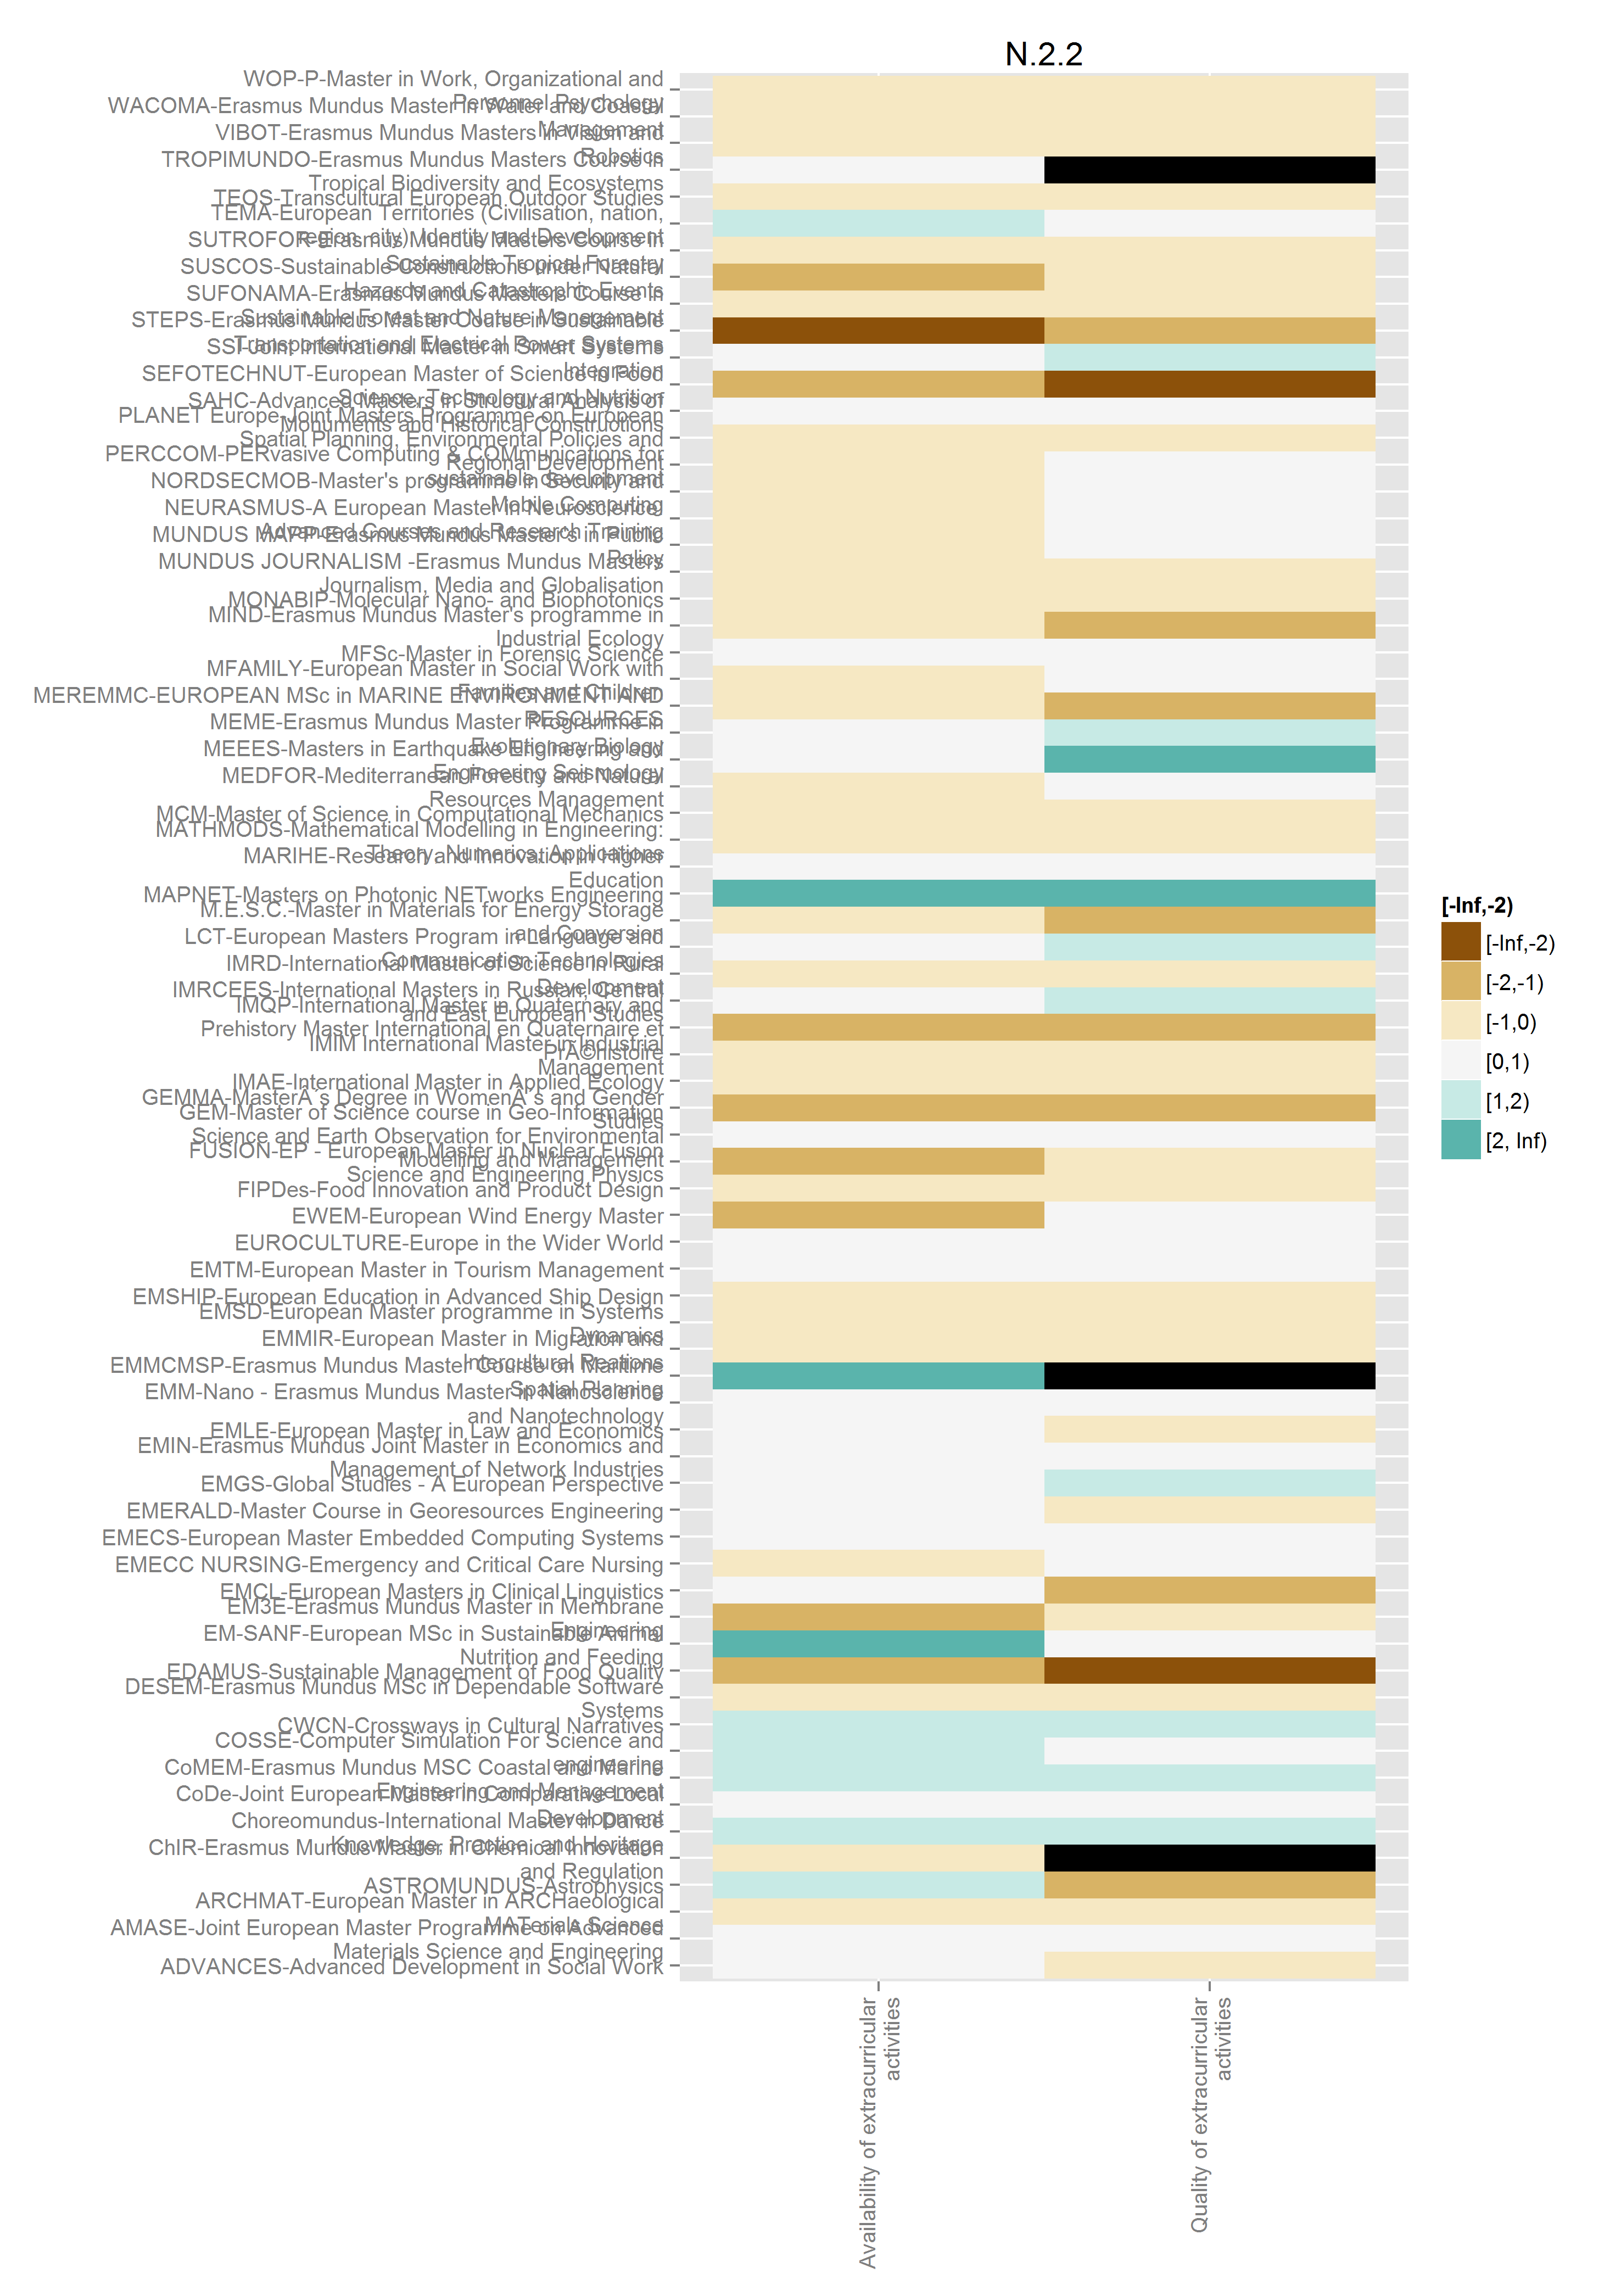 N.2.2
WOP-P-Master in Work, Organizational and
Personnel Psychology
WACOMA-Erasmus Mundus Master in Water and Coastal
Management
VIBOT-Erasmus Mundus Masters in Vision and
Robotics
TROPIMUNDO-Erasmus Mundus Masters Course in
Tropical Biodiversity and Ecosystems
TEOS-Transcultural European Outdoor Studies
TEMA-European Territories (Civilisation, nation,
region, city): Identity and Development
SUTROFOR-Erasmus Mundus Masters Course in
Sustainable Tropical Forestry
SUSCOS-Sustainable Constructions under Natural
Hazards and Catastrophic Events
SUFONAMA-Erasmus Mundus Masters Course in
Sustainable Forest and Nature Management
STEPS-Erasmus Mundus Master Course in Sustainable
Transportation and Electrical Power Systems
SSI-Joint International Master in Smart Systems
Integration
SEFOTECHNUT-European Master of Science in Food
Science, Technology and Nutrition
SAHC-Advanced Masters in Structural Analysis of
Monuments and Historical Constructions
PLANET Europe-Joint Masters Programme on European
Spatial Planning, Environmental Policies and
Regional Development
PERCCOM-PERvasive Computing & COMmunications for
sustainable development
NORDSECMOB-Master's programme in Security and
Mobile Computing
NEURASMUS-A European Master in Neuroscience:
Advanced Courses and Research Training
MUNDUS MAPP-Erasmus Mundus Master's in Public
Policy
MUNDUS JOURNALISM -Erasmus Mundus Masters
Journalism, Media and Globalisation
MONABIP-Molecular Nano- and Biophotonics
MIND-Erasmus Mundus Master's programme in
Industrial Ecology
MFSc-Master in Forensic Science
MFAMILY-European Master in Social Work with
Families and Children
MEREMMC-EUROPEAN MSc in MARINE ENVIRONMENT AND
RESOURCES
MEME-Erasmus Mundus Master Programme in
Evolutionary Biology
MEEES-Masters in Earthquake Engineering and
Engineering Seismology
MEDFOR-Mediterranean Forestry and Natural
Resources Management
MCM-Master of Science in Computational Mechanics
MATHMODS-Mathematical Modelling in Engineering:
Theory, Numerics, Applications
MARIHE-Research and Innovation in Higher
Education
MAPNET-Masters on Photonic NETworks Engineering
M.E.S.C.-Master in Materials for Energy Storage
and Conversion
LCT-European Masters Program in Language and
Communication Technologies
IMRD-International Master of Science in Rural
Development
IMRCEES-International Masters in Russian, Central
and East European Studies
IMQP-International Master in Quaternary and
Prehistory Master International en Quaternaire et
PrÃ©histoire
IMIM International Master in Industrial
Management
IMAE-International Master in Applied Ecology
GEMMA-MasterÂ´s Degree in WomenÂ´s and Gender
Studies
GEM-Master of Science course in Geo-Information
Science and Earth Observation for Environmental
Modelling and Management
FUSION-EP - European Master in Nuclear Fusion
Science and Engineering Physics
FIPDes-Food Innovation and Product Design
EWEM-European Wind Energy Master
EUROCULTURE-Europe in the Wider World
EMTM-European Master in Tourism Management
EMSHIP-European Education in Advanced Ship Design
EMSD-European Master programme in Systems
Dynamics
EMMIR-European Master in Migration and
Intercultural Reations
EMMCMSP-Erasmus Mundus Master Course on Maritime
Spatial Planning
EMM-Nano - Erasmus Mundus Master in Nanoscience
and Nanotechnology
EMLE-European Master in Law and Economics
EMIN-Erasmus Mundus Joint Master in Economics and
Management of Network Industries
EMGS-Global Studies - A European Perspective
EMERALD-Master Course in Georesources Engineering
EMECS-European Master Embedded Computing Systems
EMECC NURSING-Emergency and Critical Care Nursing
EMCL-European Masters in Clinical Linguistics
EM3E-Erasmus Mundus Master in Membrane
Engineering
EM-SANF-European MSc in Sustainable Animal
Nutrition and Feeding
EDAMUS-Sustainable Management of Food Quality
DESEM-Erasmus Mundus MSc in Dependable Software
Systems
CWCN-Crossways in Cultural Narratives
COSSE-Computer Simulation For Science and
engineering
CoMEM-Erasmus Mundus MSC Coastal and Marine
Engineering and Management
CoDe-Joint European Master in Comparative Local
Development
Choreomundus-International Master in Dance
Knowledge, Practice, and Heritage
ChIR-Erasmus Mundus Master in Chemical Innovation
and Regulation
ASTROMUNDUS-Astrophysics
ARCHMAT-European Master in ARCHaeological
MATerials Science
AMASE-Joint European Master Programme on Advanced
Materials Science and Engineering
ADVANCES-Advanced Development in Social Work
Availability of extracurricular
activities
Quality of extracurricular
activities
[-Inf,-2)
[-Inf,-2)
[-2,-1)
[-1,0)
[0,1)
[1,2)
[2, Inf)